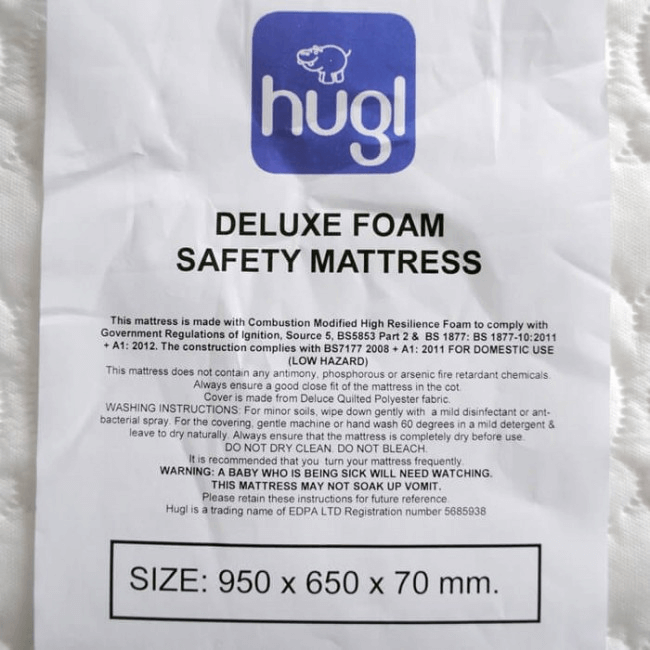 hugl
DELUXE FOAM
SAFETY MATTRESS
This mattress is made with Combustion Modified High Resilience Foam to comply with
Government Regulations of Ignition, Source 5, BS5853 Part 2 & BS 1877: BS 1877-10:2011
+ A1: 2012. The construction complies with BS7177 2008 + A1: 2011 FOR DOMESTIC USE
(LOW HAZARD)
This mattress does not contain any antimony, phosphorous or arsenic fire retardant chemicals.
Always ensure a good close fit of the mattress in the cot.
Cover is made from Deluce Quilted Polyester fabric.
WASHING INSTRUCTIONS: For minor soils, wipe down gently with a mild disinfectant or ant-
bacterial spray. For the covering, gentle machine or hand wash 60 degrees in a mild detergent &
leave to dry naturally. Always ensure that the mattress is completely dry before use.
DO NOT DRY CLEAN. DO NOT BLEACH.
It is recommended that you turn your mattress frequently.
WARNING: A BABY WHO IS BEING SICK WILL NEED WATCHING.
THIS MATTRESS MAY NOT SOAK UP VOMIT.
Please retain these instructions for future reference.
Hugl is a trading name of EDPA LTD Registration number 5685938
SIZE: 950 x 650 x 70 mm.